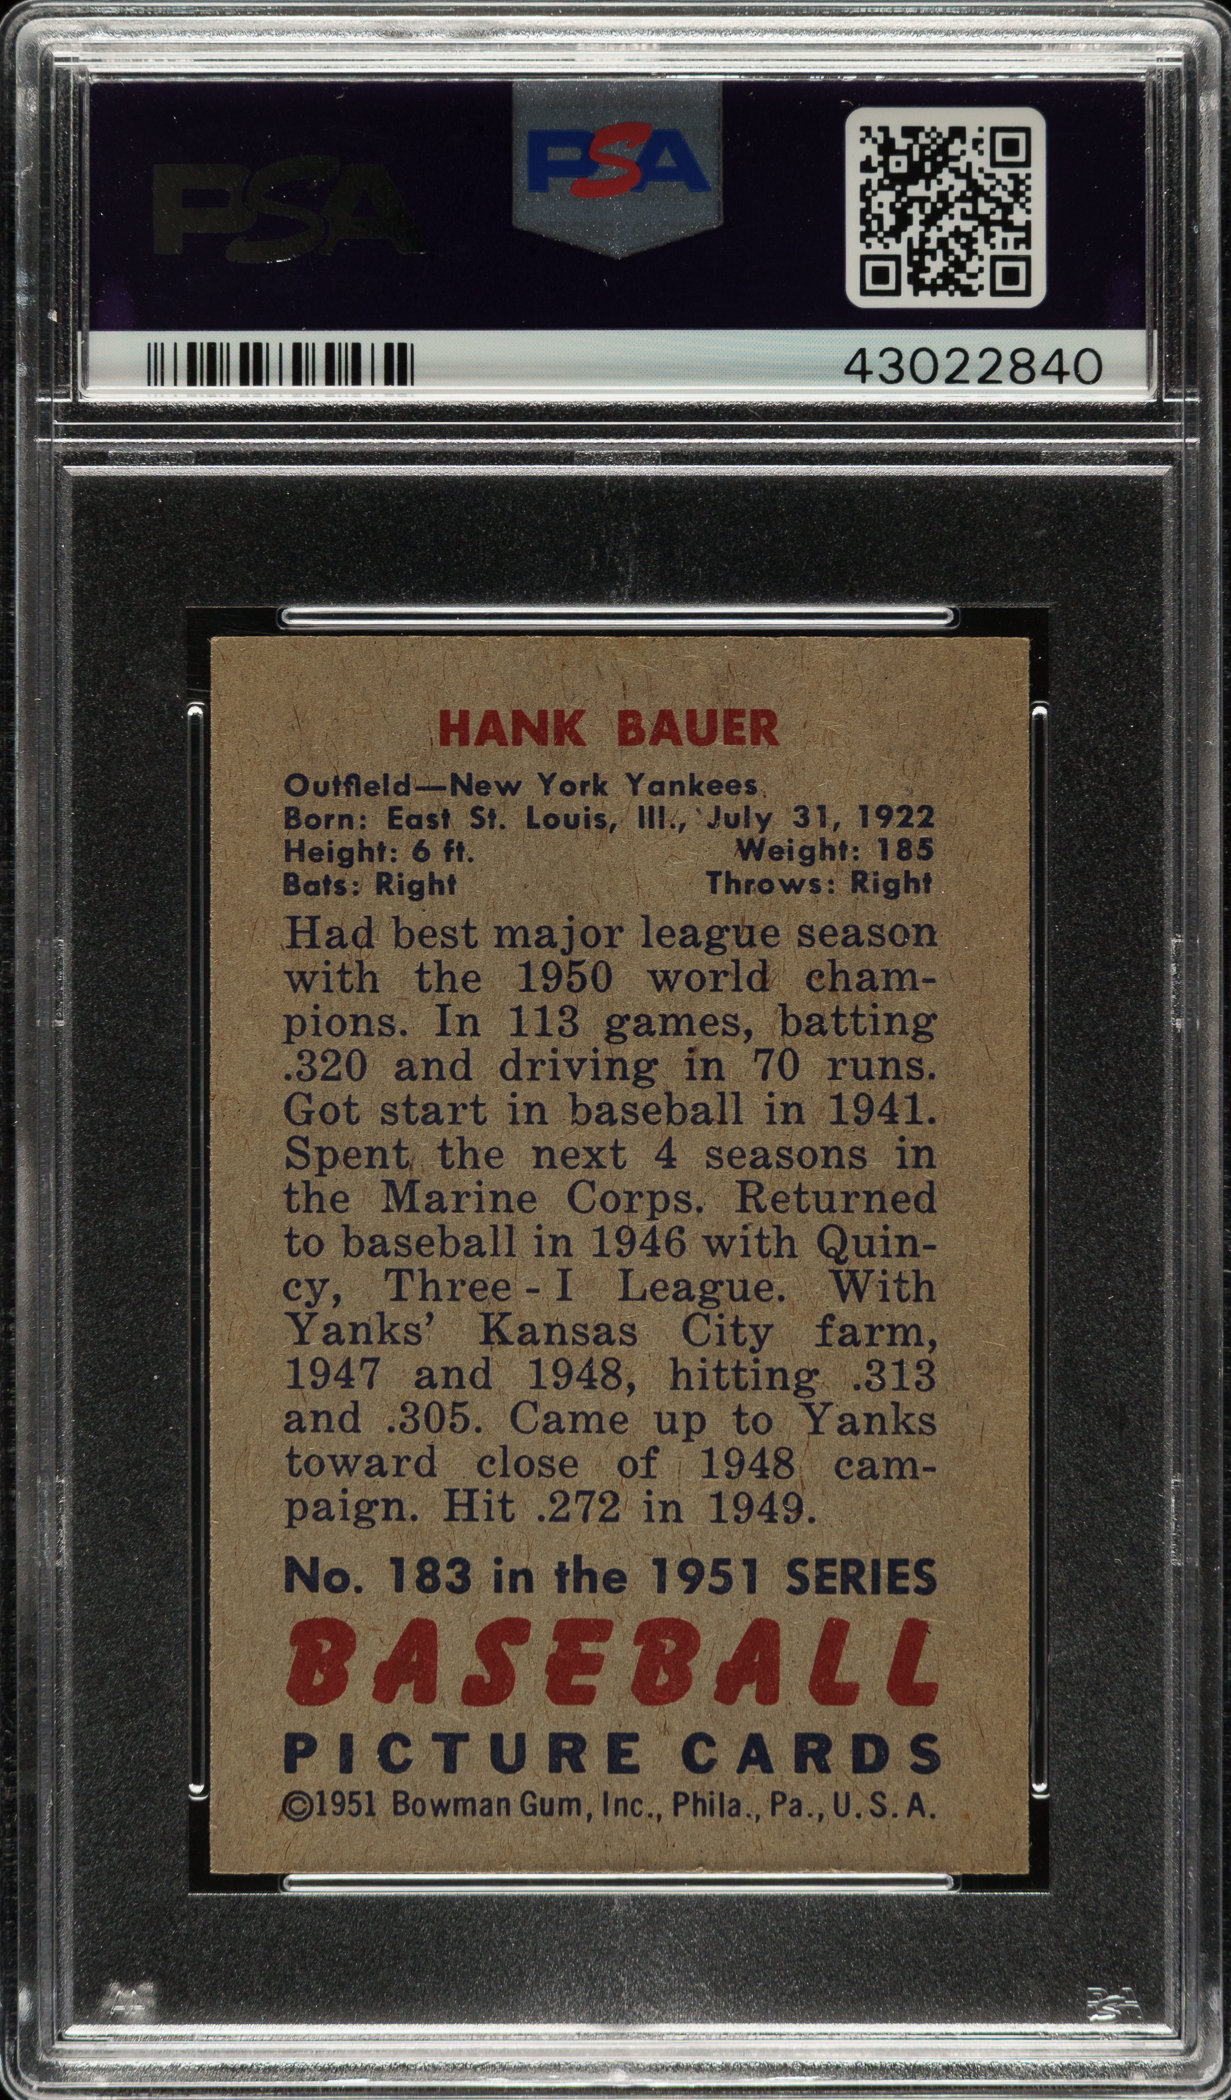 PSA
PSA
43022840
HANK BAUER
Outfield—New York Yankees
Born: East St. Louis, Ill., July 31, 1922
Height: 6 ft. Weight: 185
Bats: Right Throws: Right
Had best major league season
with the 1950 world cham-
pions. In 113 games, batting
.320 and driving in 70 runs.
Got start in baseball in 1941.
Spent the next 4 seasons in
the Marine Corps. Returned
to baseball in 1946 with Quin-
cy, Three-I League. With
Yanks' Kansas City farm,
1947 and 1948, hitting .313
and .305. Came up to Yanks
toward close of 1948 cam-
paign. Hit .272 in 1949.
No. 183 in the 1951 SERIES
BASEBALL
PICTURE CARDS
©1951 Bowman Gum, Inc., Phila., Pa., U.S.A.
PSA